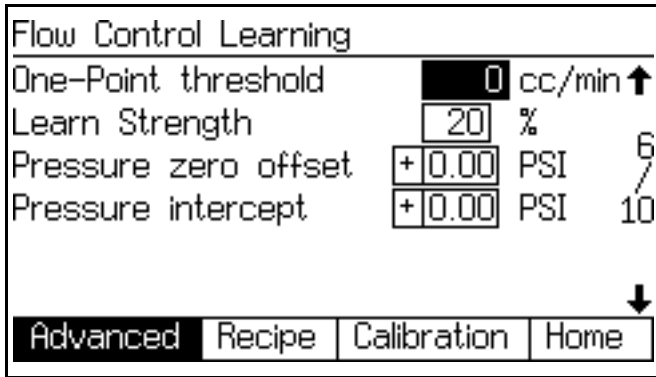 Flow Control Learning
One-Point threshold 0 cc/min
Learn Strength 20 %
Pressure zero offset + 0.00 PSI
Pressure intercept + 0.00 PSI
6
/
10
Advanced Recipe Calibration Home